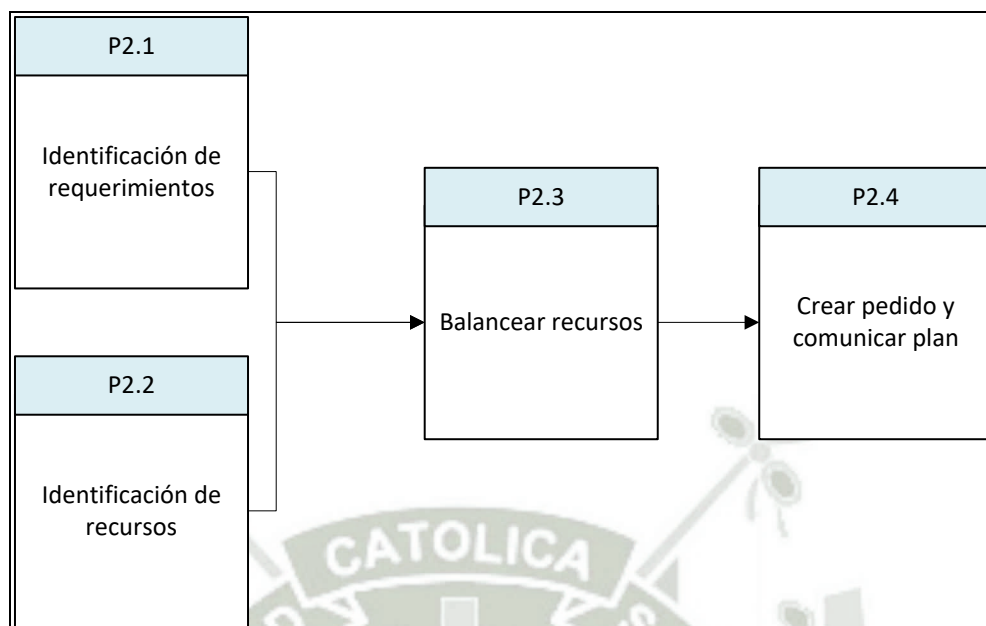 P2.1
Identificación de
requerimientos
P2.2
Identificación de
recursos
P2.3
Balancear recursos
P2.4
Crear pedido y
comunicar plan
CATOLICA